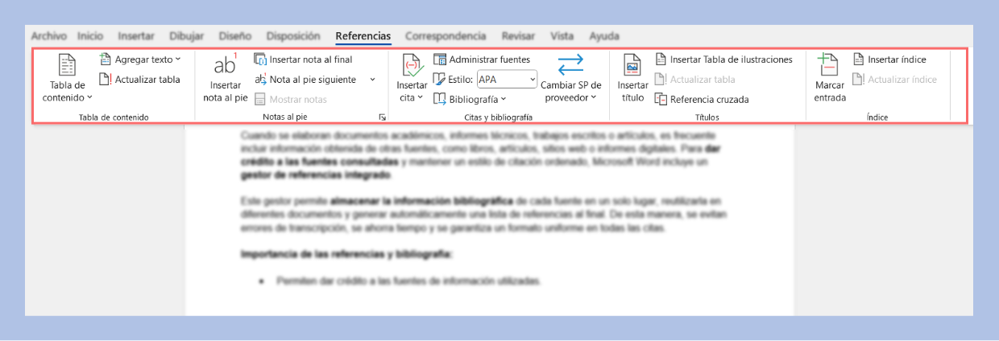 Archivo Inicio Insertar Dibujar Diseño Disposición Referencias Correspondencia Revisar Vista Ayuda
Tabla de contenido
Agregar texto
Actualizar tabla
Tabla de contenido
ab1
Insertar nota al pie
Insertar nota al final
Nota al pie siguiente
Mostrar notas
Notas al pie
Insertar cita
Administrar fuentes
Estilo: APA
Bibliografía
Cambiar SP de proveedor
Citas y bibliografía
Insertar título
Insertar Tabla de ilustraciones
Actualizar tabla
Referencia cruzada
Títulos
Marcar entrada
Insertar índice
Actualizar índice
Índice
Cuando se elaboran documentos académicos, informes técnicos, trabajos escritos o artículos, es frecuente
incluir información obtenida de otras fuentes, como libros, artículos, sitios web o informes digitales. Para dar
crédito a las fuentes consultadas y mantener un estilo de citación ordenado, Microsoft Word incluye un
gestor de referencias integrado.
Este gestor permite almacenar la información bibliográfica de cada fuente en un solo lugar, reutilizarla en
diferentes documentos y generar automáticamente una lista de referencias al final. De esta manera, se evitan
errores de transcripción, se ahorra tiempo y se garantiza un formato uniforme en todas las citas.
Importancia de las referencias y bibliografía:
• Permiten dar crédito a las fuentes de información utilizadas.